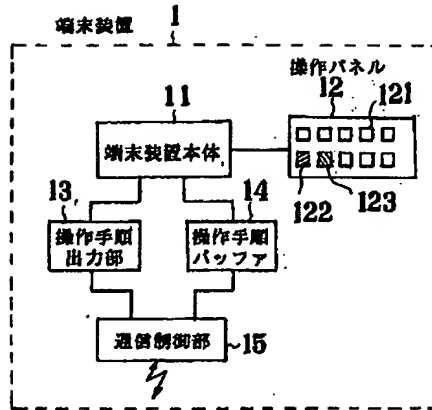 端末装置
1
操作パネル
12
121
11
端末装置本体
122
123
13
操作手順
出力部
14
操作手順
バッファ
通信制御部
15